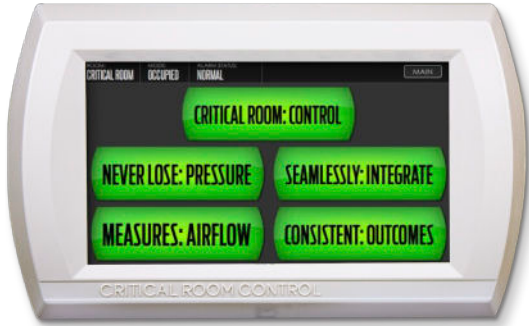 ROOM: MODE: ALARM STATUS:
CRITICAL ROOM OCCUPIED NORMAL MAIN
CRITICAL ROOM: CONTROL
NEVER LOSE: PRESSURE SEAMLESSLY: INTEGRATE
MEASURES: AIRFLOW CONSISTENT: OUTCOMES
CRITICAL ROOM CONTROL